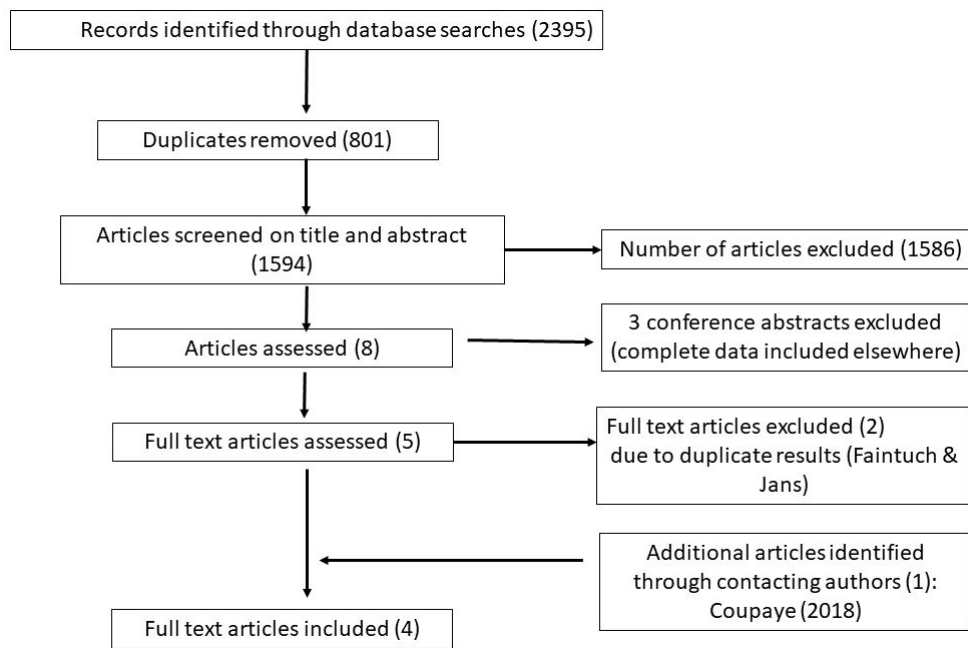 Records identified through database searches (2395)
Duplicates removed (801)
Articles screened on title and abstract
(1594)
Number of articles excluded (1586)
Articles assessed (8)
3 conference abstracts excluded
(complete data included elsewhere)
Full text articles assessed (5)
Full text articles excluded (2)
due to duplicate results (Faintuch &
Jans)
Additional articles identified
through contacting authors (1):
Coupaye (2018)
Full text articles included (4)